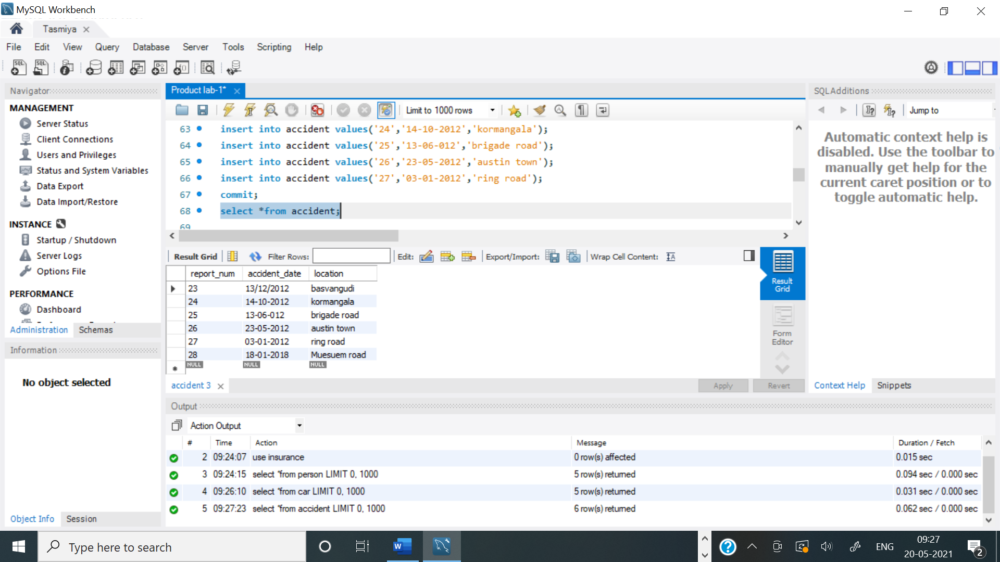 MySQL Workbench
Tasmiya
File Edit View Query Database Server Tools Scripting Help
Navigator
MANAGEMENT
Server Status
Client Connections
Users and Privileges
Status and System Variables
Data Export
Data Import/Restore
INSTANCE
Startup / Shutdown
Server Logs
Options File
PERFORMANCE
Dashboard
Administration Schemas
Information
No object selected
Object Info Session
Product lab-1*
Limit to 1000 rows
63 insert into accident values('24','14-10-2012','kormangala');
64 insert into accident values('25','13-06-012','brigade road');
65 insert into accident values('26','23-05-2012','austin town');
66 insert into accident values('27','03-01-2012','ring road');
67 commit;
68 select *from accident;
69
Result Grid Filter Rows: Edit: Export/Import: Wrap Cell Content:
report_num accident_date location
23 13/12/2012 basvangudi
24 14-10-2012 kormangala
25 13-06-012 brigade road
26 23-05-2012 austin town
27 03-01-2012 ring road
28 18-01-2018 Muesuem road
NULL NULL NULL
Result
Grid
Form
Editor
accident 3
Apply Revert
SQLAdditions
Jump to
Automatic context help is
disabled. Use the toolbar to
manually get help for the
current caret position or to
toggle automatic help.
Context Help Snippets
Output
Action Output
# Time Action Message Duration / Fetch
2 09:24:07 use insurance 0 row(s) affected 0.015 sec
3 09:24:15 select *from person LIMIT 0, 1000 5 row(s) returned 0.094 sec / 0.000 sec
4 09:26:10 select *from car LIMIT 0, 1000 5 row(s) returned 0.031 sec / 0.000 sec
5 09:27:23 select *from accident LIMIT 0, 1000 6 row(s) returned 0.062 sec / 0.000 sec
Type here to search
ENG
09:27
20-05-2021
2